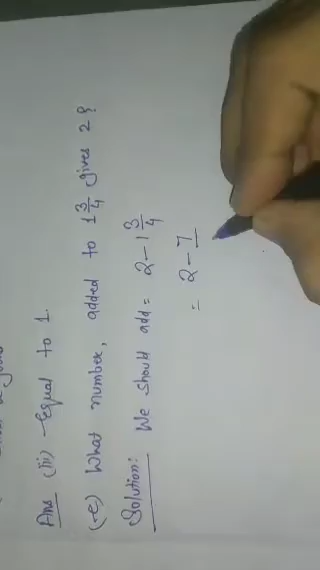 Ans (iii) Equal to 1.
(e) What number, added to 1 3/4 gives 2?
Solution: We should add = 2 - 1 3/4
= 2 - 7